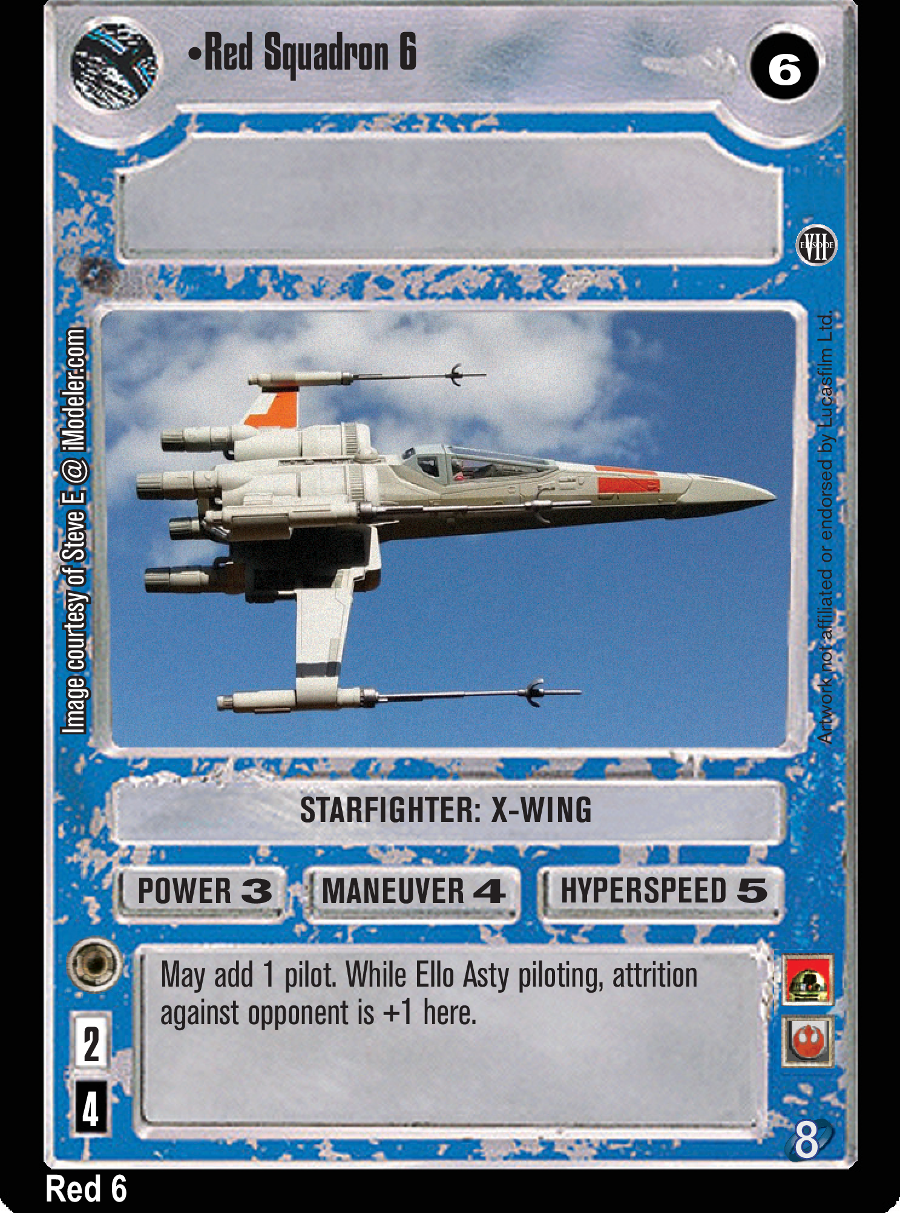 •Red Squadron 6
6
EPISODE
VII
Image courtesy of Steve E. @ iModeler.com
Artwork not affiliated or endorsed by Lucasfilm Ltd.
STARFIGHTER: X-WING
POWER 3 MANEUVER 4 HYPERSPEED 5
May add 1 pilot. While Ello Asty piloting, attrition
against opponent is +1 here.
2
4
8
Red 6